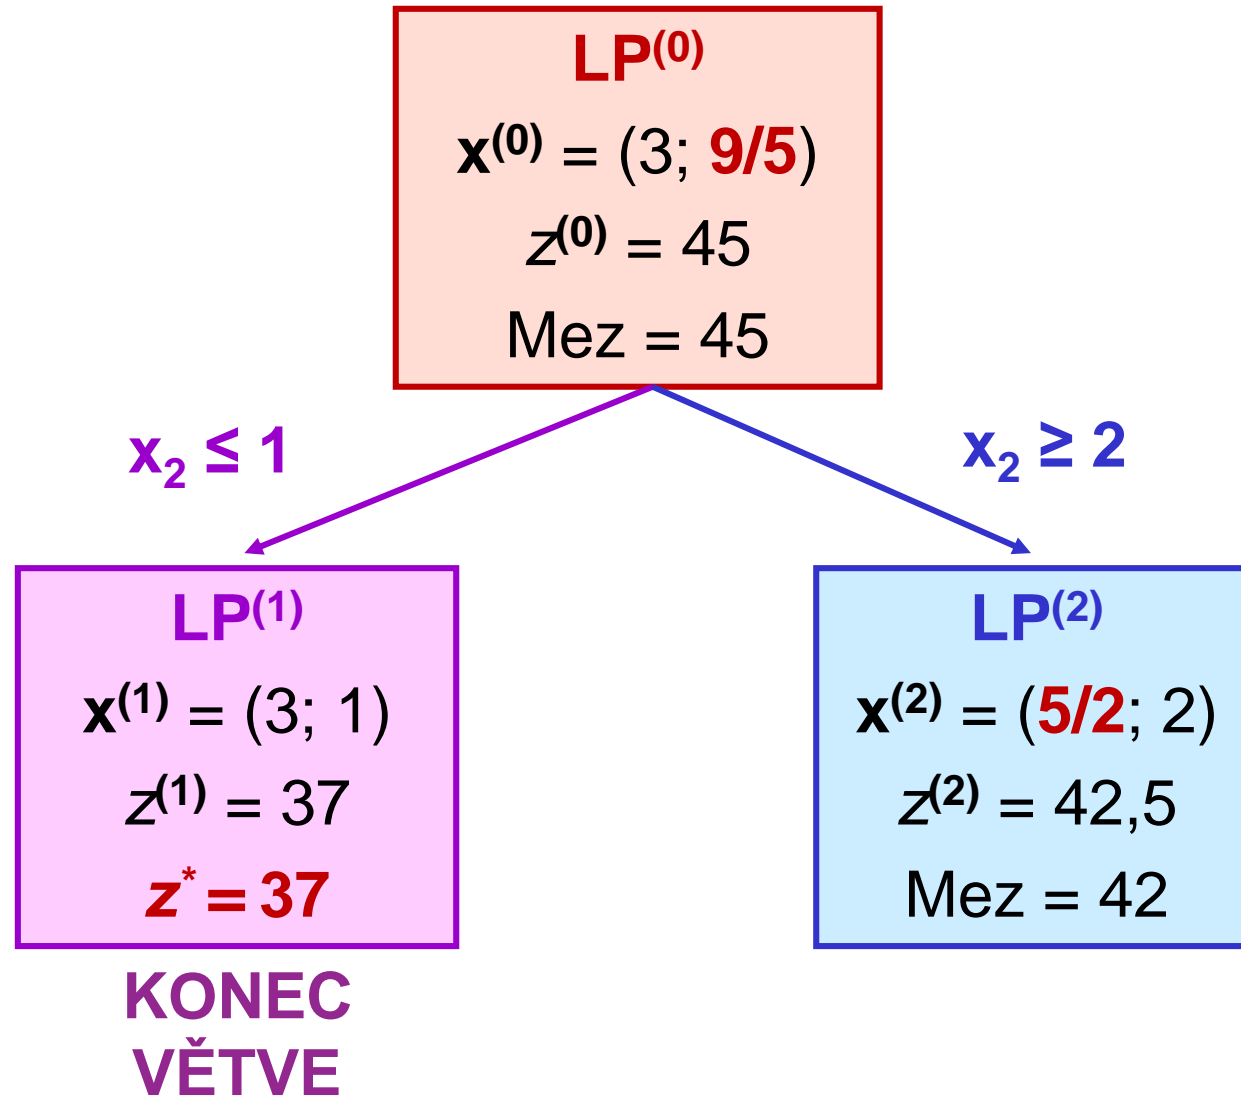 LP⁽⁰⁾
x⁽⁰⁾ = (3; 9/5)
z⁽⁰⁾ = 45
Mez = 45
x₂ ≤ 1
x₂ ≥ 2
LP⁽¹⁾
x⁽¹⁾ = (3; 1)
z⁽¹⁾ = 37
z* = 37
KONEC
VĚTVE
LP⁽²⁾
x⁽²⁾ = (5/2; 2)
z⁽²⁾ = 42,5
Mez = 42